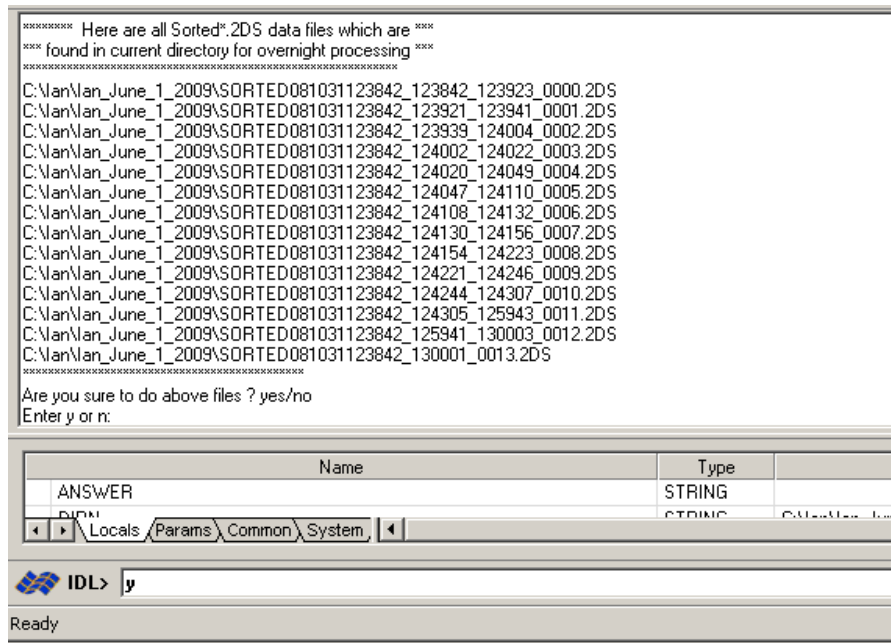 ******** Here are all Sorted*.2DS data files which are ***
*** found in current directory for overnight processing ***
************************************************************
C:\Ian\Ian_June_1_2009\SORTED081031123842_123842_123923_0000.2DS
C:\Ian\Ian_June_1_2009\SORTED081031123842_123921_123941_0001.2DS
C:\Ian\Ian_June_1_2009\SORTED081031123842_123939_124004_0002.2DS
C:\Ian\Ian_June_1_2009\SORTED081031123842_124002_124022_0003.2DS
C:\Ian\Ian_June_1_2009\SORTED081031123842_124020_124049_0004.2DS
C:\Ian\Ian_June_1_2009\SORTED081031123842_124047_124110_0005.2DS
C:\Ian\Ian_June_1_2009\SORTED081031123842_124108_124132_0006.2DS
C:\Ian\Ian_June_1_2009\SORTED081031123842_124130_124156_0007.2DS
C:\Ian\Ian_June_1_2009\SORTED081031123842_124154_124223_0008.2DS
C:\Ian\Ian_June_1_2009\SORTED081031123842_124221_124246_0009.2DS
C:\Ian\Ian_June_1_2009\SORTED081031123842_124244_124307_0010.2DS
C:\Ian\Ian_June_1_2009\SORTED081031123842_124305_125943_0011.2DS
C:\Ian\Ian_June_1_2009\SORTED081031123842_125941_130003_0012.2DS
C:\Ian\Ian_June_1_2009\SORTED081031123842_130001_0013.2DS
*********************************************
Are you sure to do above files ? yes/no
Enter y or n:
Name Type
ANSWER STRING
Locals Params Common System
IDL> y
Ready